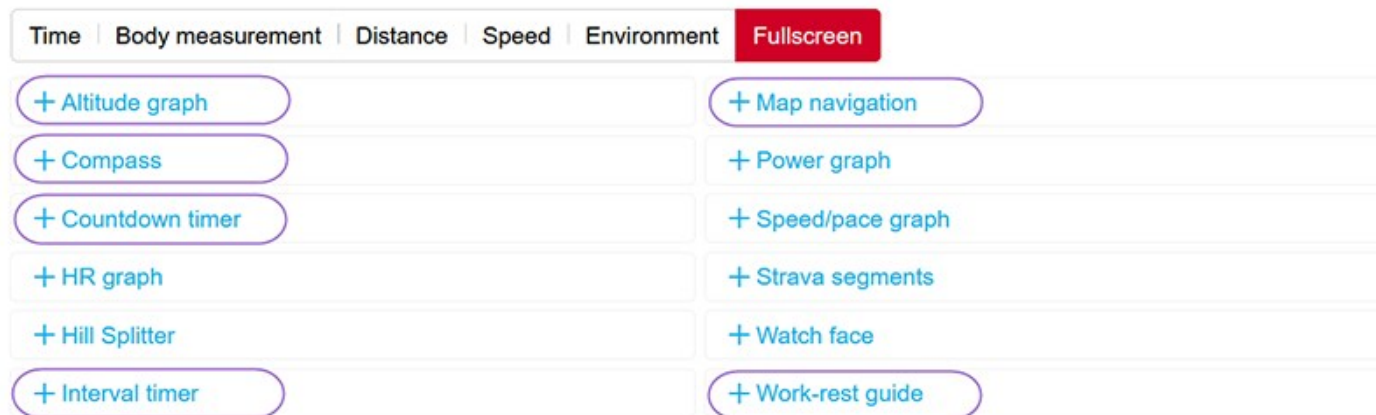 Time Body measurement Distance Speed Environment Fullscreen
+ Altitude graph
+ Compass
+ Countdown timer
+ HR graph
+ Hill Splitter
+ Interval timer
+ Map navigation
+ Power graph
+ Speed/pace graph
+ Strava segments
+ Watch face
+ Work-rest guide